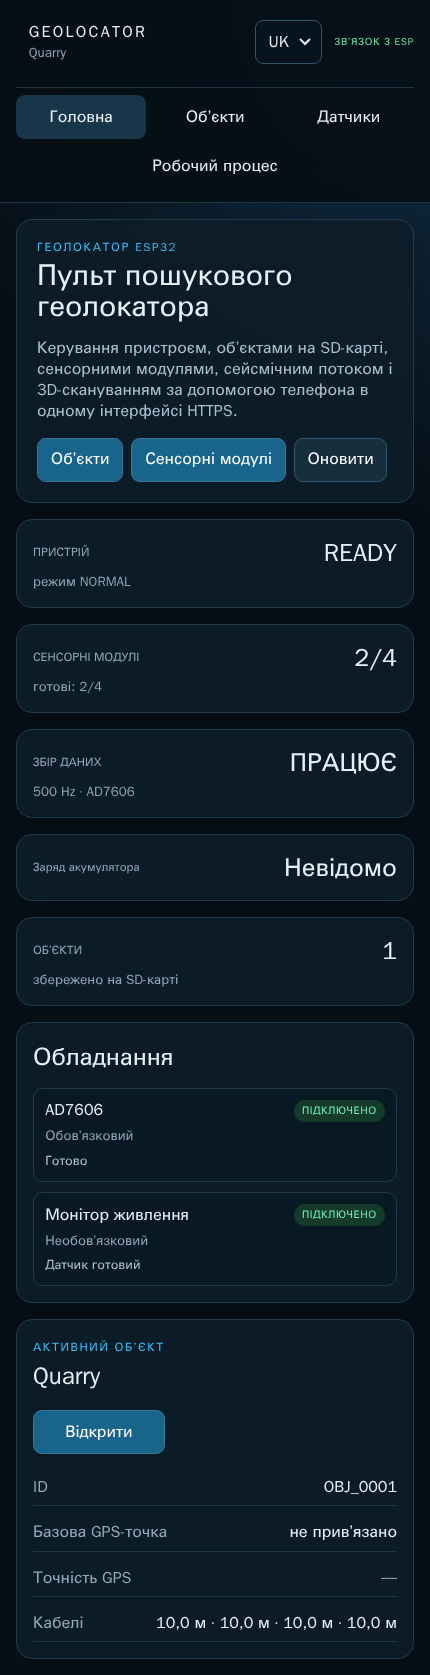 GEOLOCATOR
Quarry
UK
ЗВ'ЯЗОК З ESP
Головна
Об'єкти
Датчики
Робочий процес
ГЕОЛОКАТОР ESP32
Пульт пошукового
геолокатора
Керування пристроєм, об'єктами на SD-карті,
сенсорними модулями, сейсмічним потоком і
3D-скануванням за допомогою телефона в
одному інтерфейсі HTTPS.
Об'єкти
Сенсорні модулі
Оновити
ПРИСТРІЙ
READY
режим NORMAL
СЕНСОРНІ МОДУЛІ
2/4
готові: 2/4
ЗБІР ДАНИХ
ПРАЦЮЄ
500 Hz · AD7606
Заряд акумулятора
Невідомо
ОБ'ЄКТИ
1
збережено на SD-карті
Обладнання
AD7606
ПІДКЛЮЧЕНО
Обов'язковий
Готово
Монітор живлення
ПІДКЛЮЧЕНО
Необов'язковий
Датчик готовий
АКТИВНИЙ ОБ'ЄКТ
Quarry
Відкрити
ID
OBJ_0001
Базова GPS-точка
не прив'язано
Точність GPS
—
Кабелі
10,0 м · 10,0 м · 10,0 м · 10,0 м